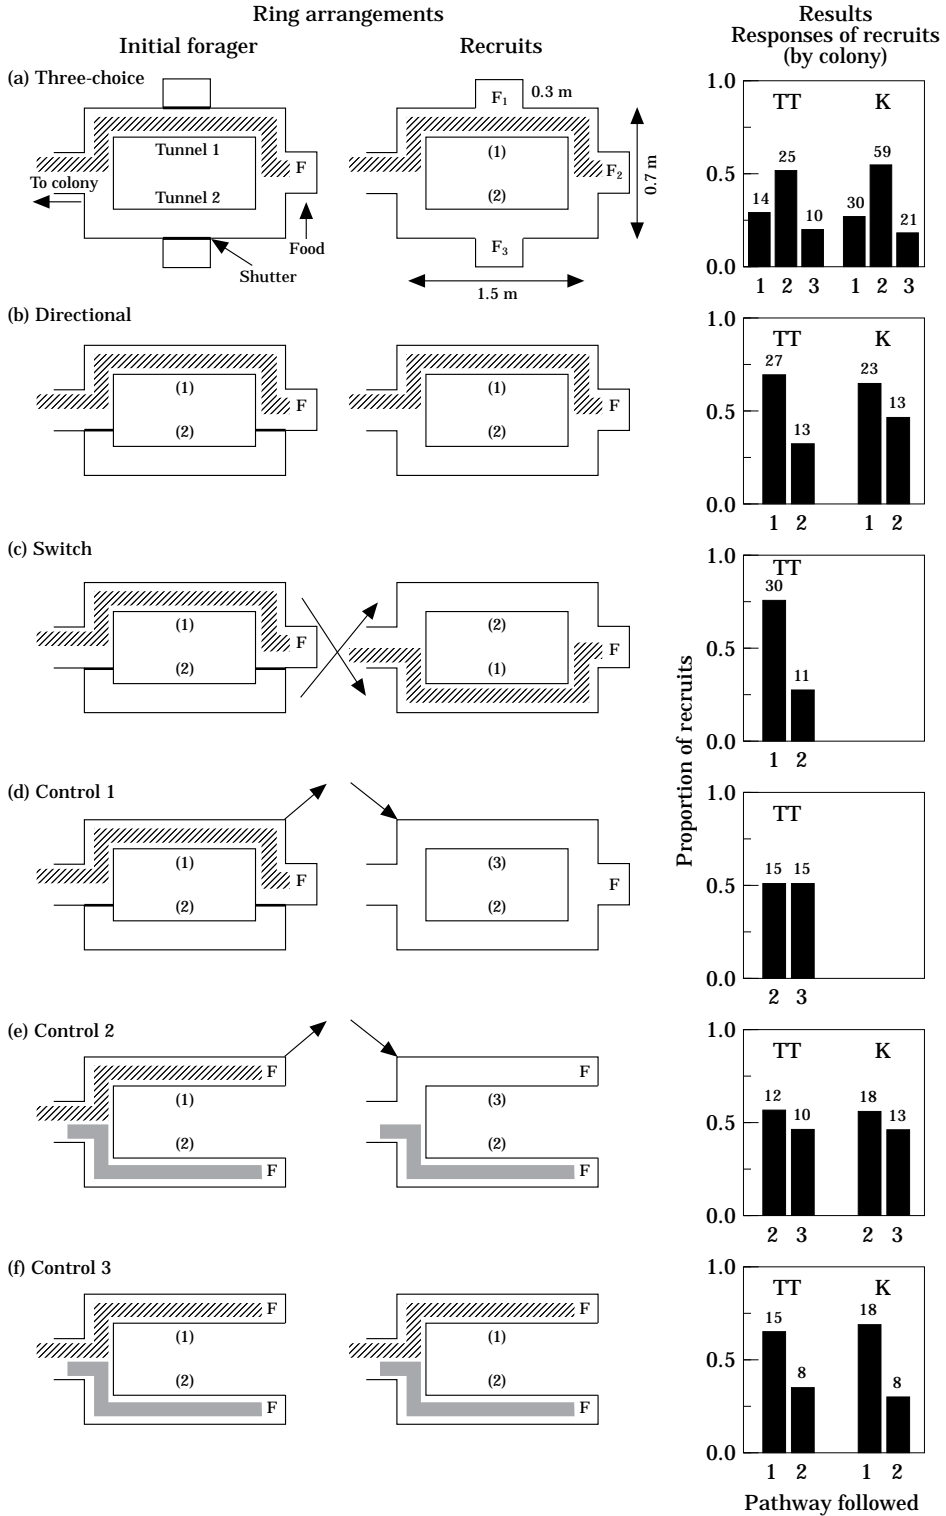 Ring arrangements
Results
Initial forager
Recruits
Responses of recruits
(by colony)
(a) Three-choice
Tunnel 1
Tunnel 2
F
To colony
Food
Shutter
F1
0.3 m
(1)
F2
(2)
0.7 m
F3
1.5 m
1.0
0.5
0.0
TT
K
14
25
10
30
59
21
1 2 3 1 2 3
(b) Directional
(1)
(2)
F
(1)
(2)
F
1.0
0.5
0.0
TT
K
27
13
23
13
1 2 1 2
(c) Switch
(1)
(2)
F
(2)
(1)
F
1.0
0.5
0.0
TT
30
11
1 2
Proportion of recruits
(d) Control 1
(1)
(2)
F
(3)
(2)
F
1.0
0.5
0.0
TT
15 15
2 3
(e) Control 2
F
(1)
(2)
F
F
(3)
(2)
F
1.0
0.5
0.0
TT
K
12
10
18
13
2 3 2 3
(f) Control 3
F
(1)
(2)
F
F
(1)
(2)
F
1.0
0.5
0.0
TT
K
15
8
18
8
1 2 1 2
Pathway followed